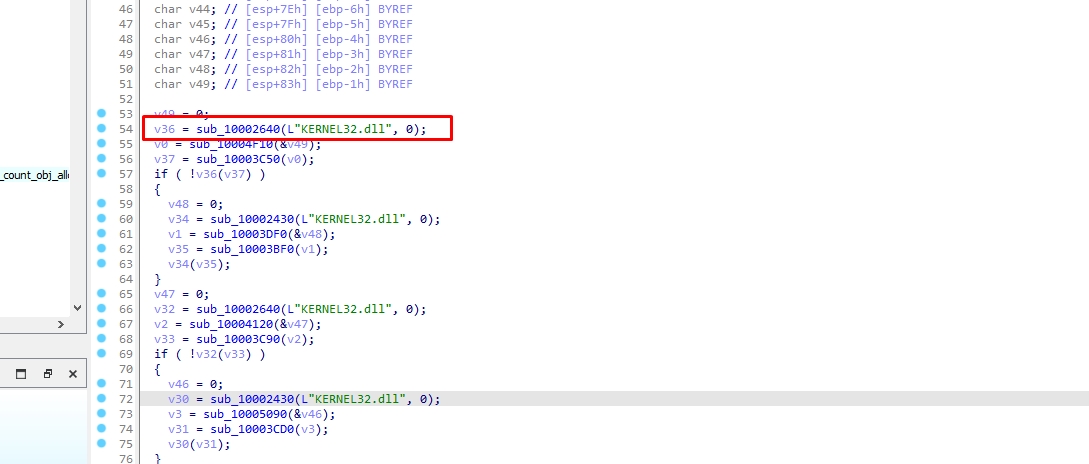 46 char v44; // [esp+7Eh] [ebp-6h] BYREF
47 char v45; // [esp+7Fh] [ebp-5h] BYREF
48 char v46; // [esp+80h] [ebp-4h] BYREF
49 char v47; // [esp+81h] [ebp-3h] BYREF
50 char v48; // [esp+82h] [ebp-2h] BYREF
51 char v49; // [esp+83h] [ebp-1h] BYREF
52
53 v49 = 0;
54 v36 = sub_10002640(L"KERNEL32.dll", 0);
55 v0 = sub_10004F10(&v49);
56 v37 = sub_10003C50(v0);
_count_obj_all
57 if ( !v36(v37) )
58 {
59 v48 = 0;
60 v34 = sub_10002430(L"KERNEL32.dll", 0);
61 v1 = sub_10003DF0(&v48);
62 v35 = sub_10003BF0(v1);
63 v34(v35);
64 }
65 v47 = 0;
66 v32 = sub_10002640(L"KERNEL32.dll", 0);
67 v2 = sub_10004120(&v47);
68 v33 = sub_10003C90(v2);
69 if ( !v32(v33) )
70 {
71 v46 = 0;
72 v30 = sub_10002430(L"KERNEL32.dll", 0);
73 v3 = sub_10005090(&v46);
74 v31 = sub_10003CD0(v3);
75 v30(v31);
76 }